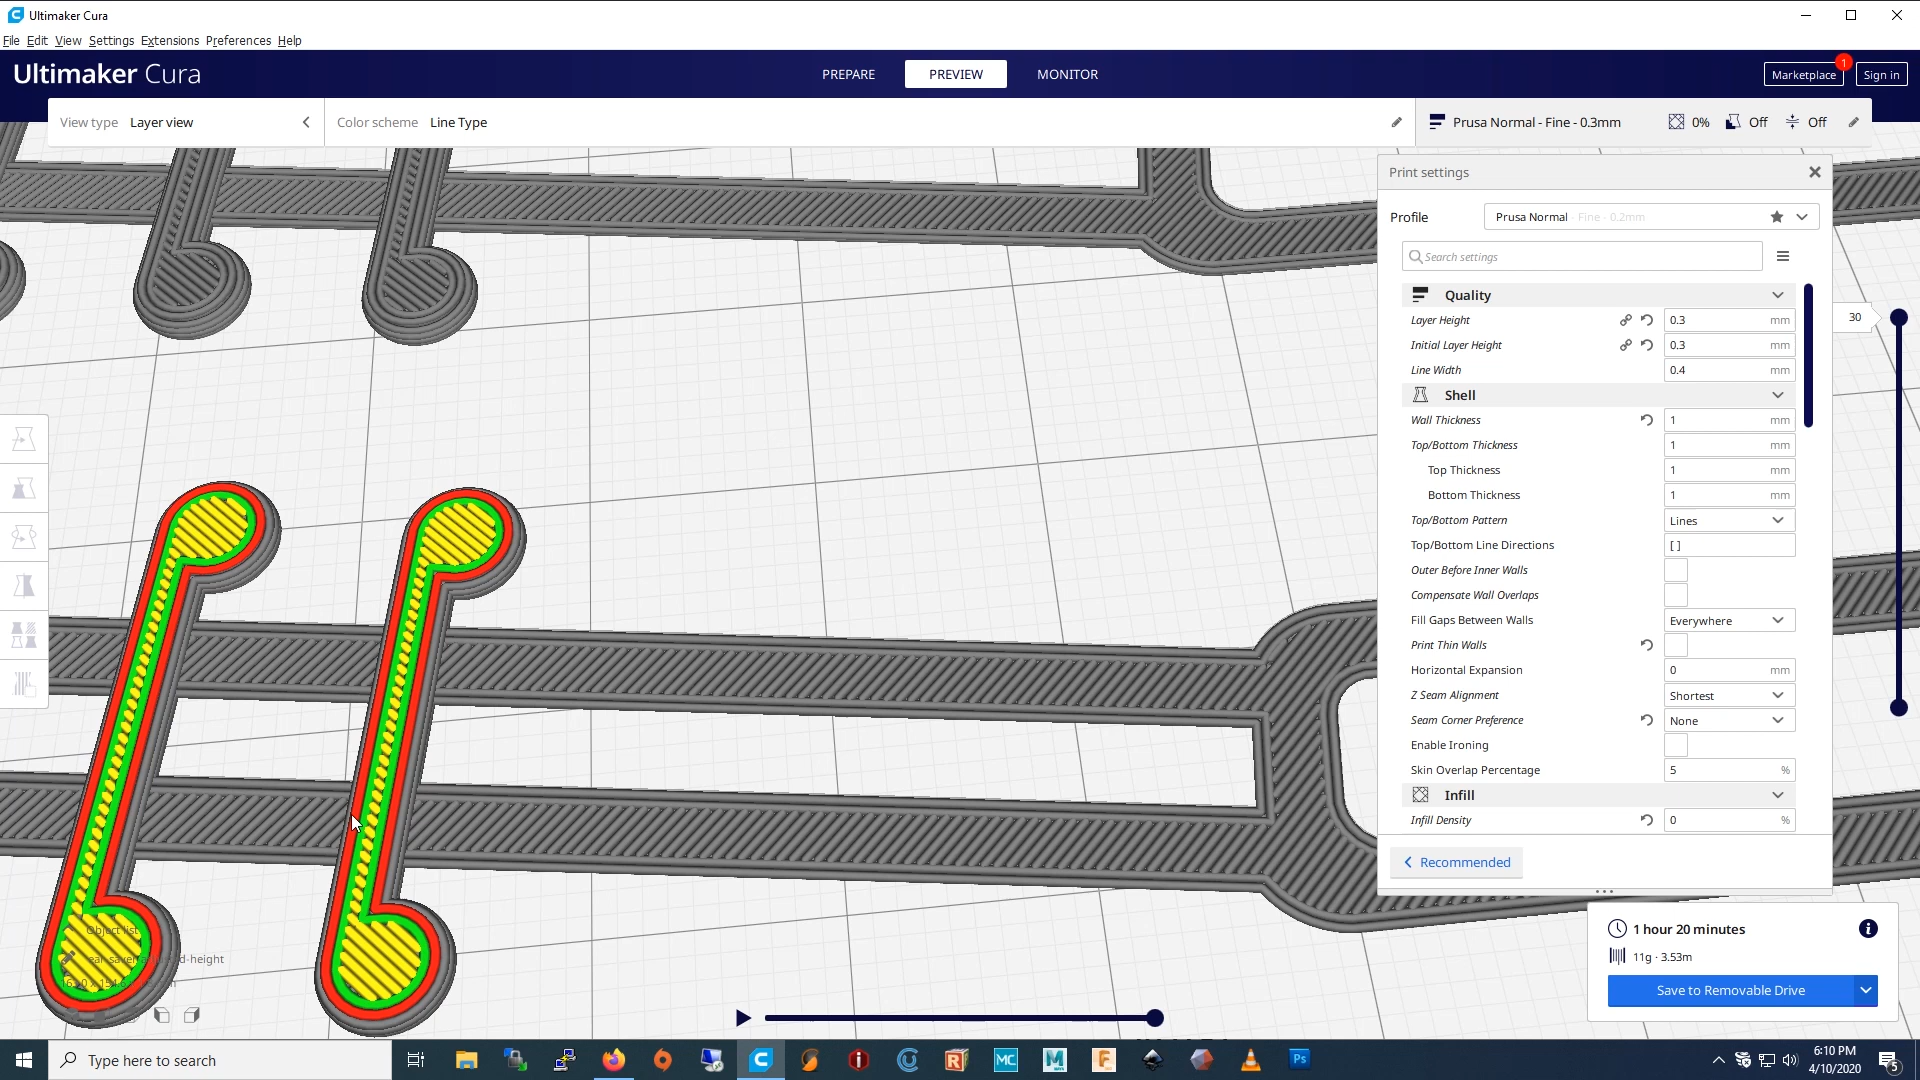 Ultimaker Cura
File Edit View Settings Extensions Preferences Help
Ultimaker Cura
PREPARE PREVIEW MONITOR
1
Marketplace Sign in
View type Layer view
Color scheme Line Type
Prusa Normal - Fine - 0.3mm 0% Off Off
Print settings
Profile Prusa Normal - Fine - 0.2mm
Search settings
Quality
Layer Height 0.3 mm
Initial Layer Height 0.3 mm
Line Width 0.4 mm
Shell
Wall Thickness 1 mm
Top/Bottom Thickness 1 mm
Top Thickness 1 mm
Bottom Thickness 1 mm
Top/Bottom Pattern Lines
Top/Bottom Line Directions [ ]
Outer Before Inner Walls
Compensate Wall Overlaps
Fill Gaps Between Walls Everywhere
Print Thin Walls
Horizontal Expansion 0 mm
Z Seam Alignment Shortest
Seam Corner Preference None
Enable Ironing
Skin Overlap Percentage 5 %
Infill
Infill Density 0 %
Recommended
30
Object list
1 hour 20 minutes
11g · 3.53m
Save to Removable Drive
Type here to search
MC
Ps
6:10 PM
4/10/2020
5